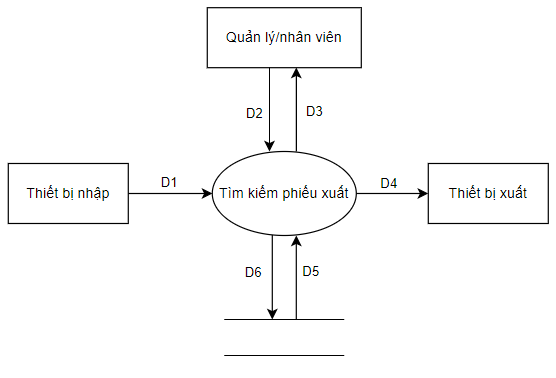 Quản lý/nhân viên
D2
D3
Thiết bị nhập
D1
Tìm kiếm phiếu xuất
D4
Thiết bị xuất
D6
D5